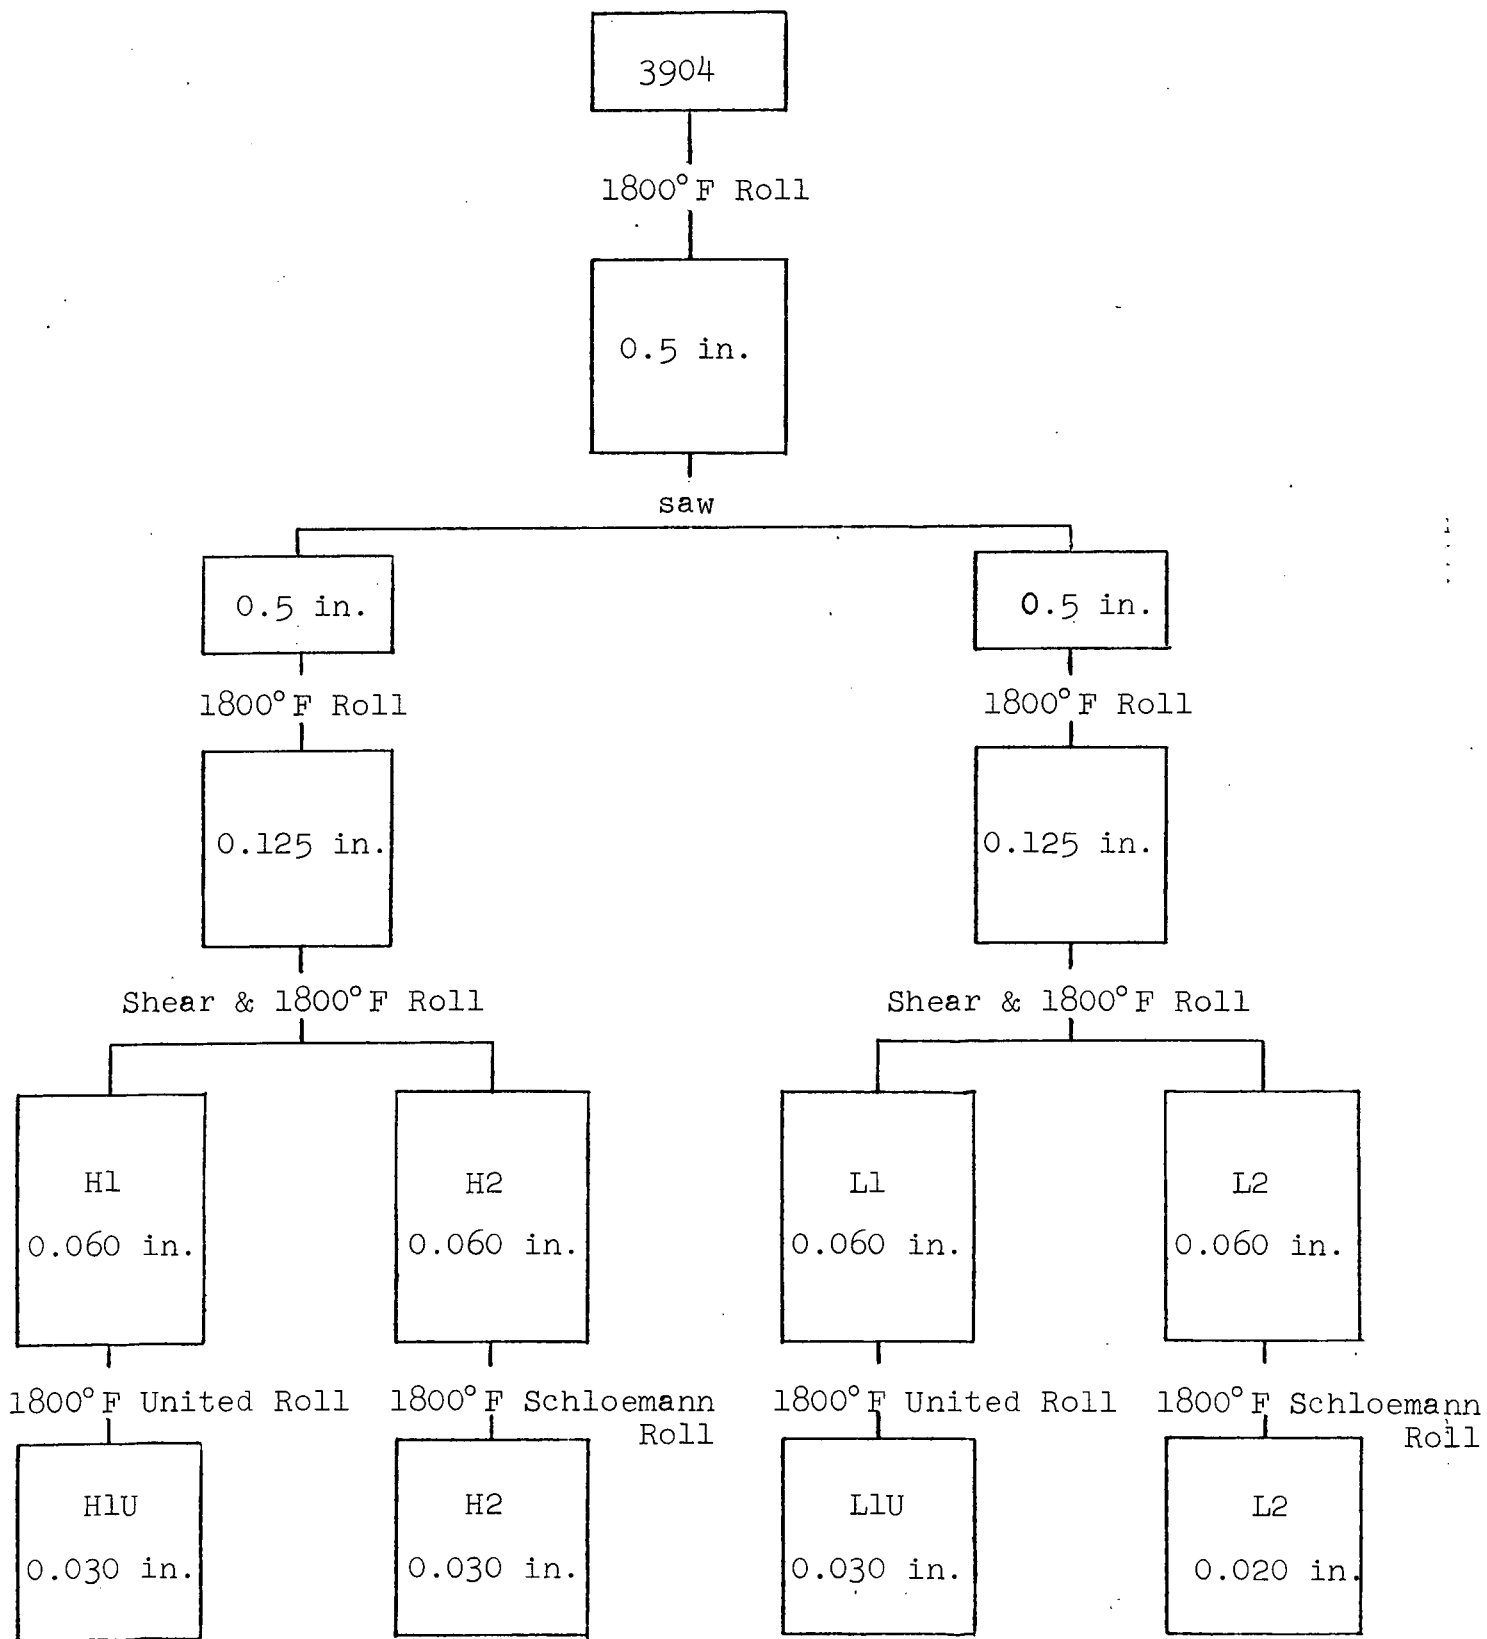 3904
1800°F Roll
0.5 in.
saw
0.5 in.
0.5 in.
1800°F Roll
1800°F Roll
0.125 in.
0.125 in.
Shear & 1800°F Roll
Shear & 1800°F Roll
H1
0.060 in.
H2
0.060 in.
L1
0.060 in.
L2
0.060 in.
1800°F United Roll
1800°F Schloemann
Roll
1800°F United Roll
1800°F Schloemann
Roll
H1U
0.030 in.
H2
0.030 in.
L1U
0.030 in.
L2
0.020 in.